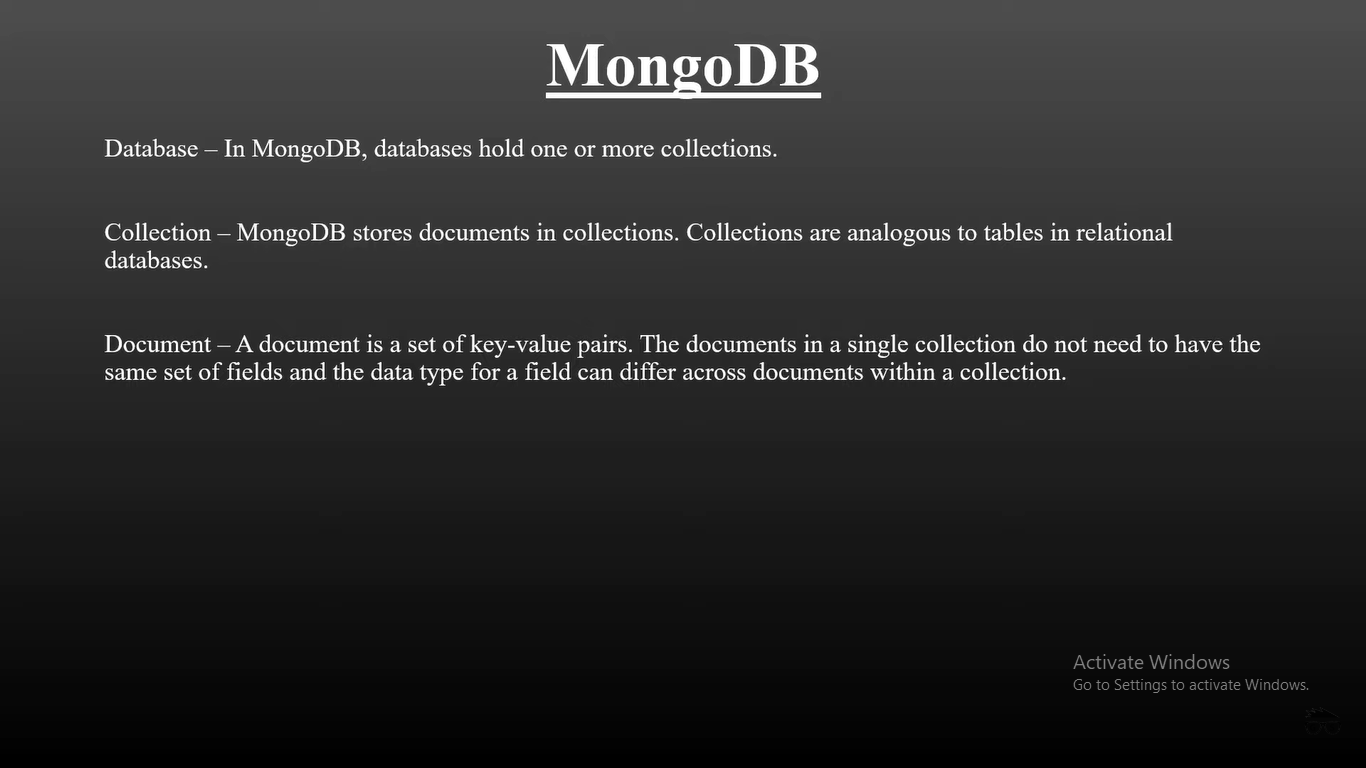 MongoDB
Database – In MongoDB, databases hold one or more collections.
Collection – MongoDB stores documents in collections. Collections are analogous to tables in relational
databases.
Document – A document is a set of key-value pairs. The documents in a single collection do not need to have the
same set of fields and the data type for a field can differ across documents within a collection.
Activate Windows
Go to Settings to activate Windows.